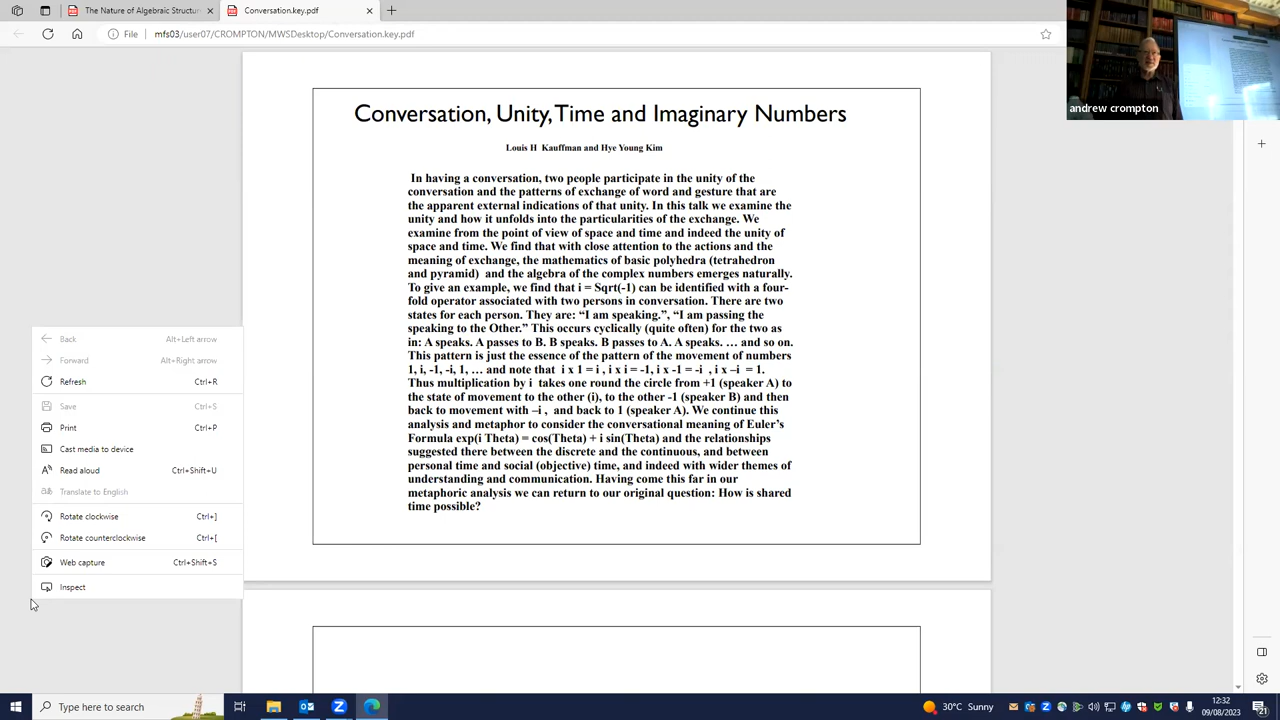 The Nature of Algebraic Structur
Conversation.key.pdf
File
mfs03/user07/CROMPTON/MWSDesktop/Conversation.key.pdf
andrew crompton
Conversation, Unity, Time and Imaginary Numbers
Louis H Kauffman and Hye Young Kim
In having a conversation, two people participate in the unity of the
conversation and the patterns of exchange of word and gesture that are
the apparent external indications of that unity. In this talk we examine the
unity and how it unfolds into the particularities of the exchange. We
examine from the point of view of space and time and indeed the unity of
space and time. We find that with close attention to the actions and the
meaning of exchange, the mathematics of basic polyhedra (tetrahedron
and pyramid) and the algebra of the complex numbers emerges naturally.
To give an example, we find that i = Sqrt(-1) can be identified with a four-
fold operator associated with two persons in conversation. There are two
states for each person. They are: “I am speaking.”, “I am passing the
speaking to the Other.” This occurs cyclically (quite often) for the two as
in: A speaks. A passes to B. B speaks. B passes to A. A speaks. … and so on.
This pattern is just the essence of the pattern of the movement of numbers
1, i, -1, -i, 1, … and note that i x 1 = i , i x i = -1, i x -1 = -i , i x –i = 1.
Thus multiplication by i takes one round the circle from +1 (speaker A) to
the state of movement to the other (i), to the other -1 (speaker B) and then
back to movement with –i , and back to 1 (speaker A). We continue this
analysis and metaphor to consider the conversational meaning of Euler’s
Formula exp(i Theta) = cos(Theta) + i sin(Theta) and the relationships
suggested there between the discrete and the continuous, and between
personal time and social (objective) time, and indeed with wider themes of
understanding and communication. Having come this far in our
metaphoric analysis we can return to our original question: How is shared
time possible?
Back Alt+Left arrow
Forward Alt+Right arrow
Refresh Ctrl+R
Save Ctrl+S
Print Ctrl+P
Cast media to device
Read aloud Ctrl+Shift+U
Translate to English
Rotate clockwise Ctrl+]
Rotate counterclockwise Ctrl+[
Web capture Ctrl+Shift+S
Inspect
Type here to search
30°C Sunny
12:32
09/08/2023
21